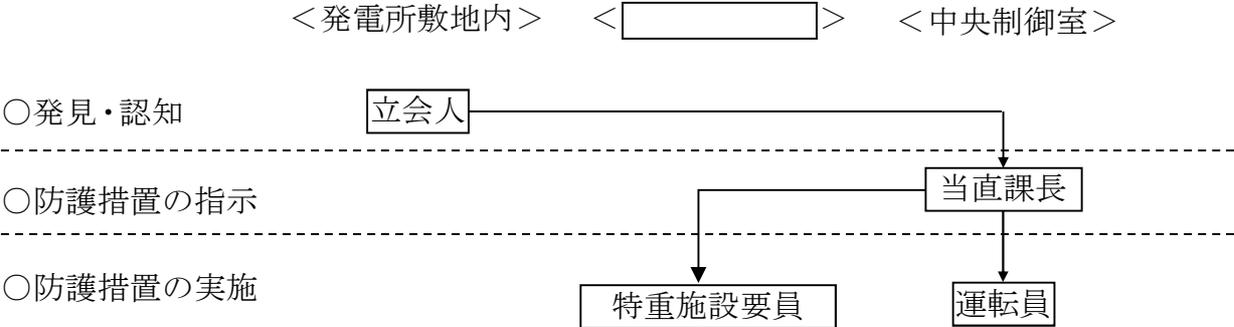 ＜発電所敷地内＞ ＜ ＞ ＜中央制御室＞
○発見・認知 立会人
○防護措置の指示 当直課長
○防護措置の実施 特重施設要員 運転員